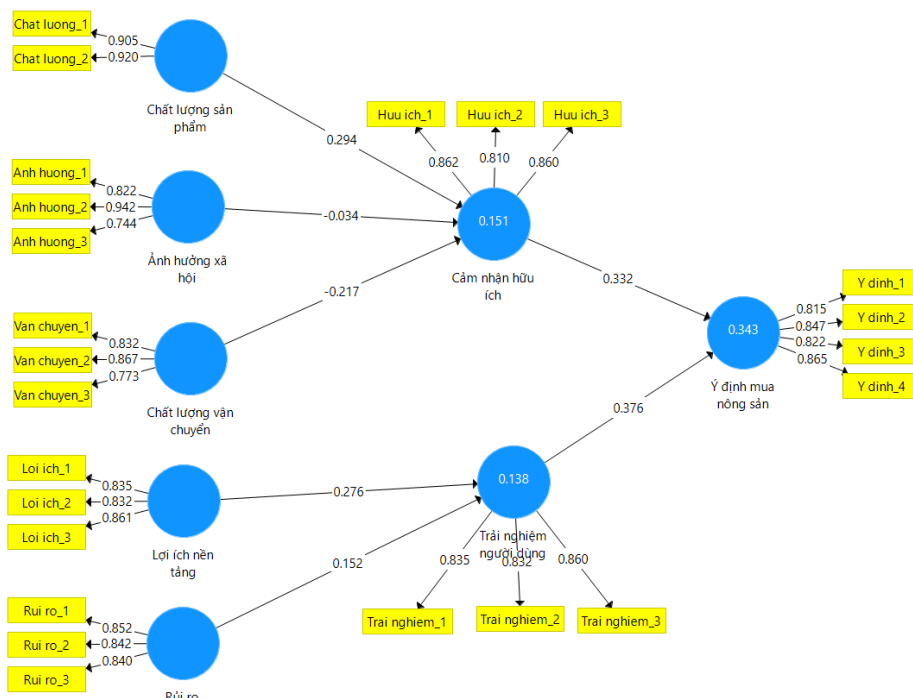 Chat luong_1
0.905
Chat luong_2
0.920
Chất lượng sản
phẩm
0.294
Huu ich_1
Huu ich_2
Huu ich_3
0.862
0.810
0.860
Anh huong_1
0.822
Anh huong_2
0.942
Anh huong_3
0.744
Ảnh hưởng xã
hội
-0.034
0.151
Cảm nhận hữu
ích
0.332
-0.217
Van chuyen_1
0.832
Van chuyen_2
0.867
Van chuyen_3
0.773
Chất lượng vận
chuyển
0.343
Ý định mua
nông sản
Y dinh_1
0.815
Y dinh_2
0.847
Y dinh_3
0.822
Y dinh_4
0.865
0.376
Loi ich_1
0.835
Loi ich_2
0.832
Loi ich_3
0.861
Lợi ích nền
tảng
0.276
0.138
Trải nghiệm
người dùng
0.152
0.835
0.832
0.860
Trai nghiem_1
Trai nghiem_2
Trai nghiem_3
Rui ro_1
0.852
Rui ro_2
0.842
Rui ro_3
0.840
Rủi ro